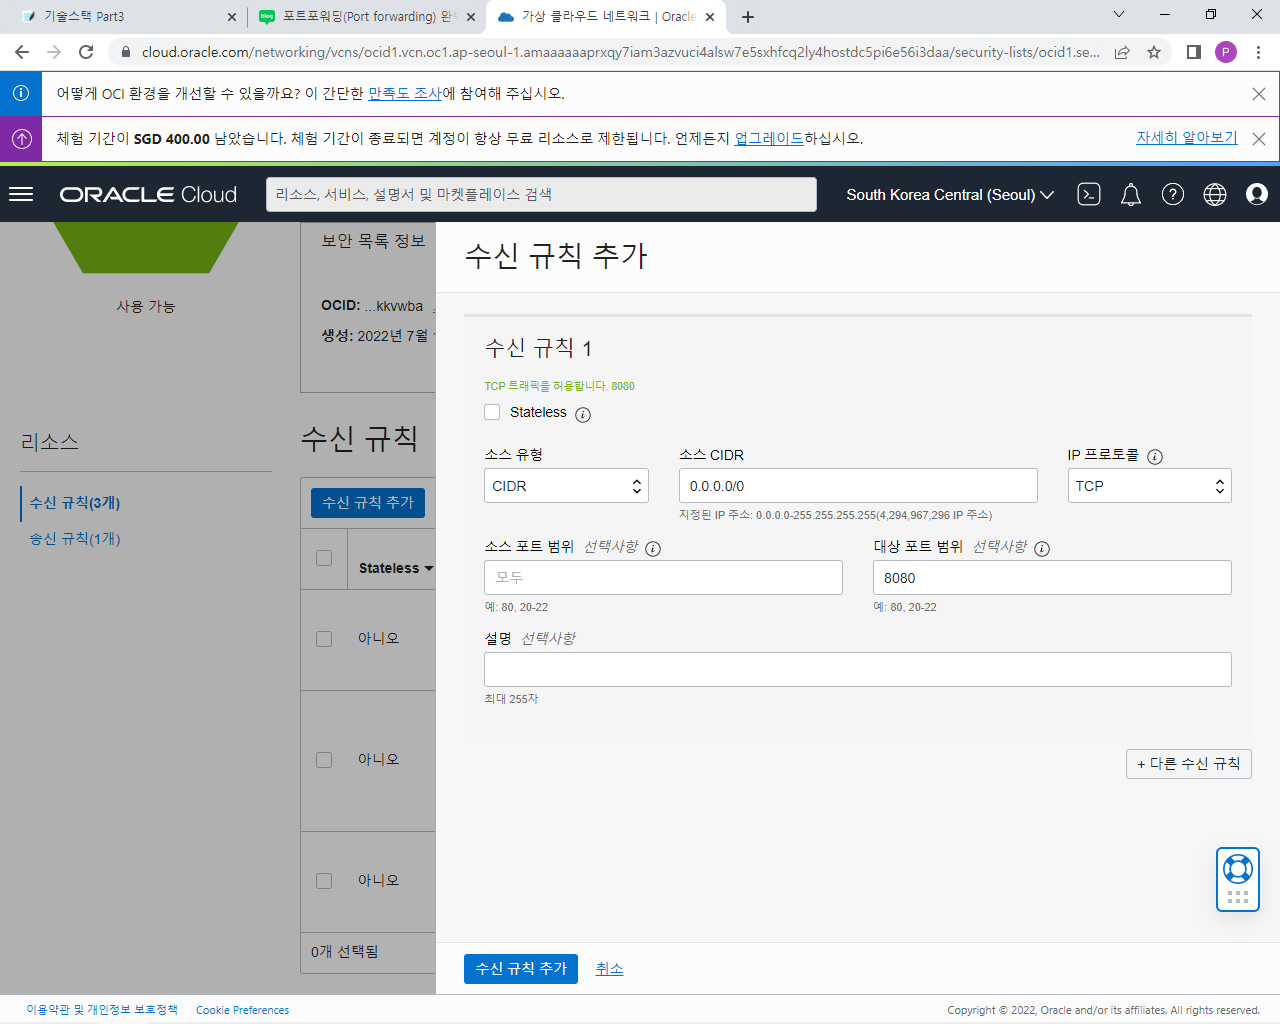 기술스택 Part3
포트포워딩(Port forwarding) 완
가상 클라우드 네트워크 | Oracle
cloud.oracle.com/networking/vcns/ocid1.vcn.oc1.ap-seoul-1.amaaaaaaprxqy7iam3azvuci4alsw7e5sxhfcq2ly4hostdc5pi6e56i3daa/security-lists/ocid1.se...
P
어떻게 OCI 환경을 개선할 수 있을까요? 이 간단한 만족도 조사에 참여해 주십시오.
체험 기간이 SGD 400.00 남았습니다. 체험 기간이 종료되면 계정이 항상 무료 리소스로 제한됩니다. 언제든지 업그레이드하십시오.
자세히 알아보기
ORACLE Cloud
리소스, 서비스, 설명서 및 마켓플레이스 검색
South Korea Central (Seoul)
사용 가능
보안 목록 정보
OCID: ...kkvwba
생성: 2022년 7월
리소스
수신 규칙(3개)
송신 규칙(1개)
수신 규칙
수신 규칙 추가
Stateless
아니오
아니오
아니오
0개 선택됨
수신 규칙 추가
수신 규칙 1
TCP 트래픽을 허용합니다. 8080
Stateless
소스 유형
CIDR
소스 CIDR
0.0.0.0/0
지정된 IP 주소: 0.0.0.0-255.255.255.255(4,294,967,296 IP 주소)
IP 프로토콜
TCP
소스 포트 범위 선택사항
모두
예: 80, 20-22
대상 포트 범위 선택사항
8080
예: 80, 20-22
설명 선택사항
최대 255자
+ 다른 수신 규칙
수신 규칙 추가
취소
이용약관 및 개인정보 보호정책
Cookie Preferences
Copyright © 2022, Oracle and/or its affiliates. All rights reserved.